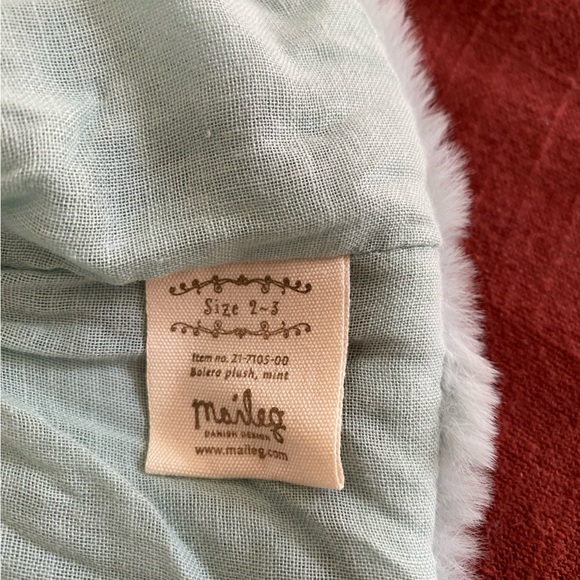 Size 2-3
Item no. 21-7105-00
Bolero plush, mint
maileg
DANISH DESIGN
www.maileg.com